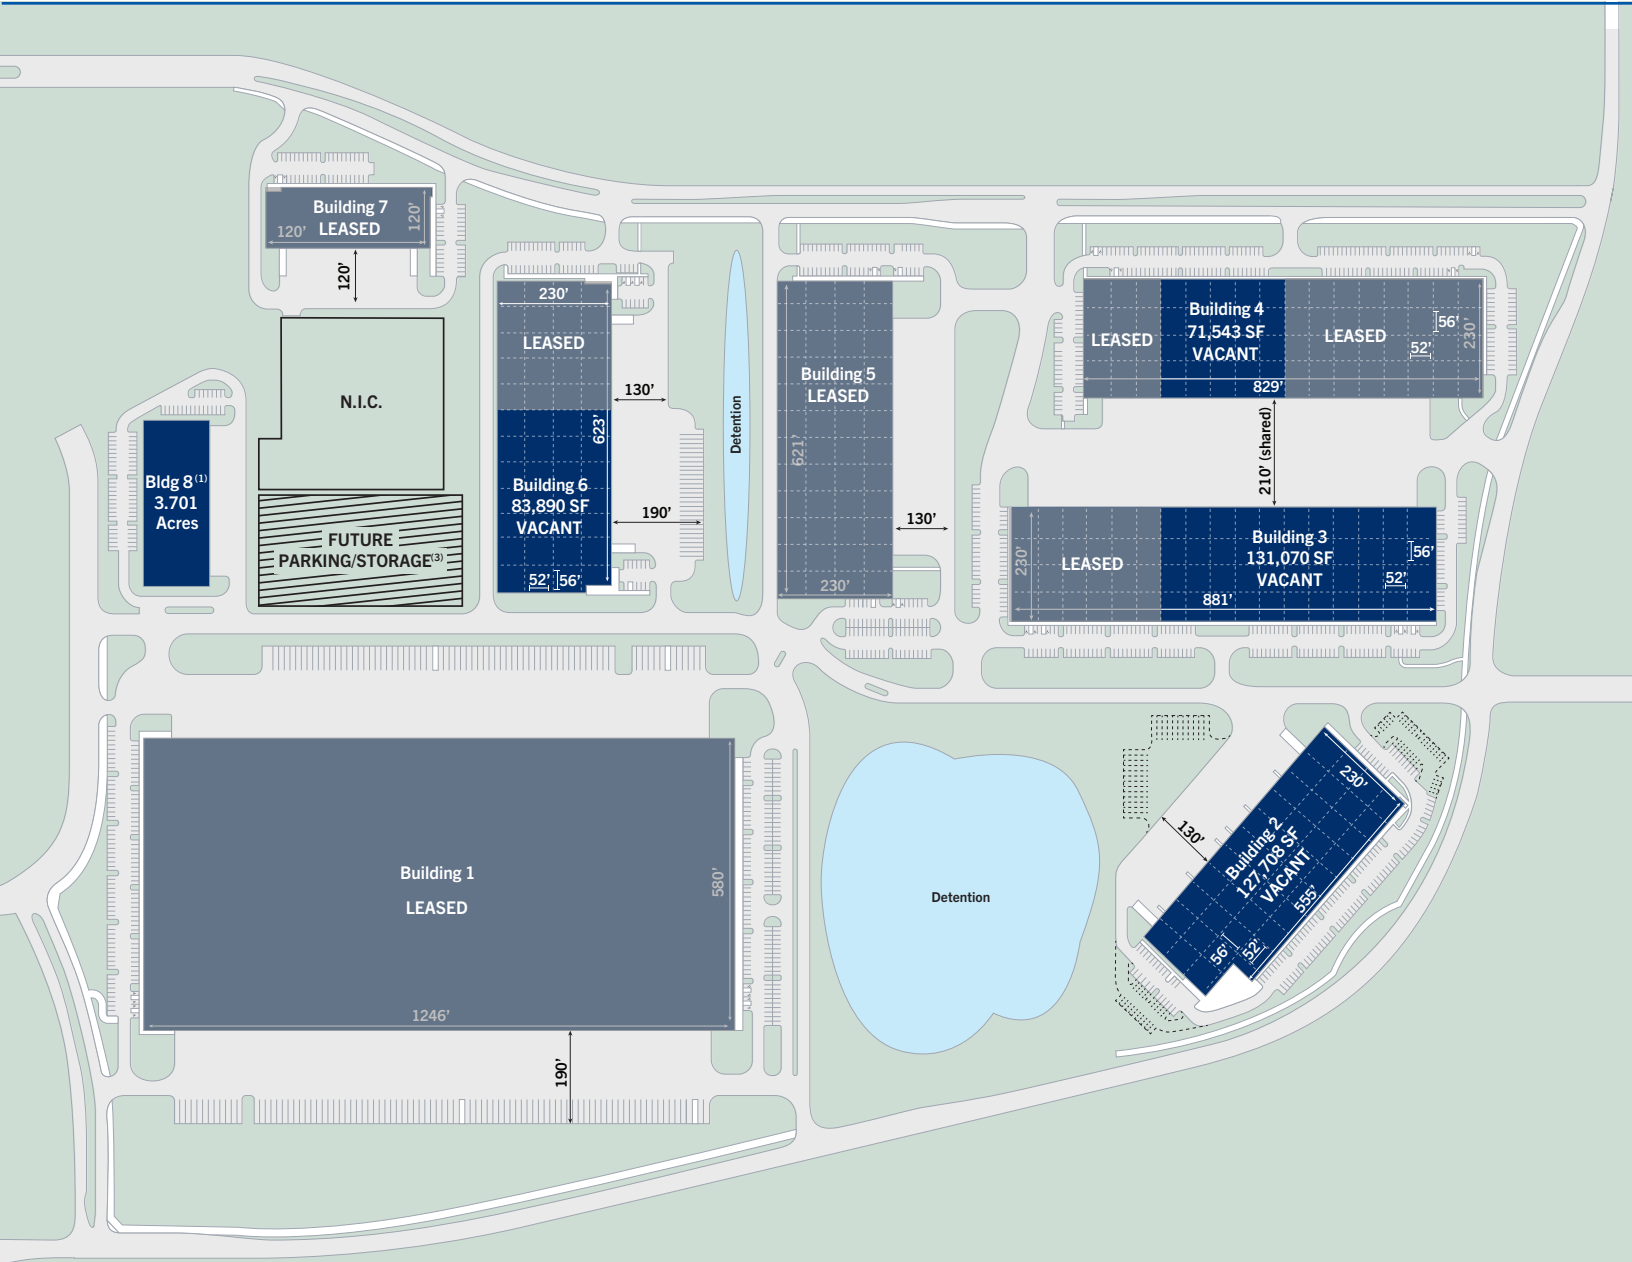 Building 7
LEASED
120'
120'
120'
N.I.C.
Bldg 8(1)
3.701
Acres
FUTURE
PARKING/STORAGE(3)
230'
LEASED
130'
623'
Building 6
83,890 SF
VACANT
190'
52'
56'
Detention
Building 5
LEASED
621'
130'
230'
LEASED
Building 4
71,543 SF
VACANT
LEASED
56'
52'
230'
829'
210' (shared)
230'
LEASED
Building 3
131,070 SF
VACANT
56'
52'
881'
Building 1
LEASED
580'
1246'
190'
Detention
230'
130'
Building 2
127,708 SF
VACANT
555'
56'
52'